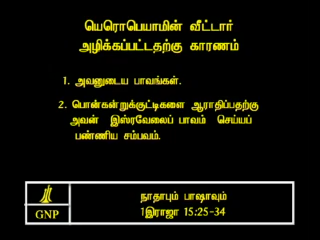 யெரொபெயாமின் வீட்டார்
அழிக்கப்பட்டதற்கு காரணம்
1. அவனுடைய பாவங்கள்.
2. பொன்கன்றுக்குட்டிகளை ஆராதிப்பதற்கு
அவன் இஸ்ரவேலைப் பாவம் செய்யப்
பண்ணிய சம்பவம்.
நாதாபும் பாஷாவும்
1இராஜா 15:25-34
GNP